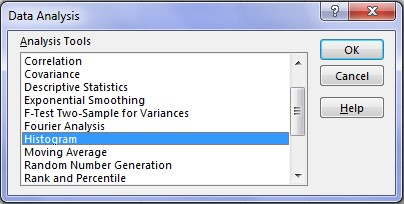 Data Analysis
Analysis Tools
Correlation
Covariance
Descriptive Statistics
Exponential Smoothing
F-Test Two-Sample for Variances
Fourier Analysis
Histogram
Moving Average
Random Number Generation
Rank and Percentile
OK
Cancel
Help